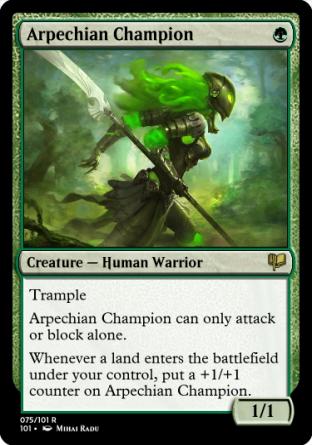 Arpechian Champion
Creature — Human Warrior
Trample
Arpechian Champion can only attack
or block alone.
Whenever a land enters the battlefield
under your control, put a +1/+1
counter on Arpechian Champion.
1/1
075/101 R
101 • Mihai Radu